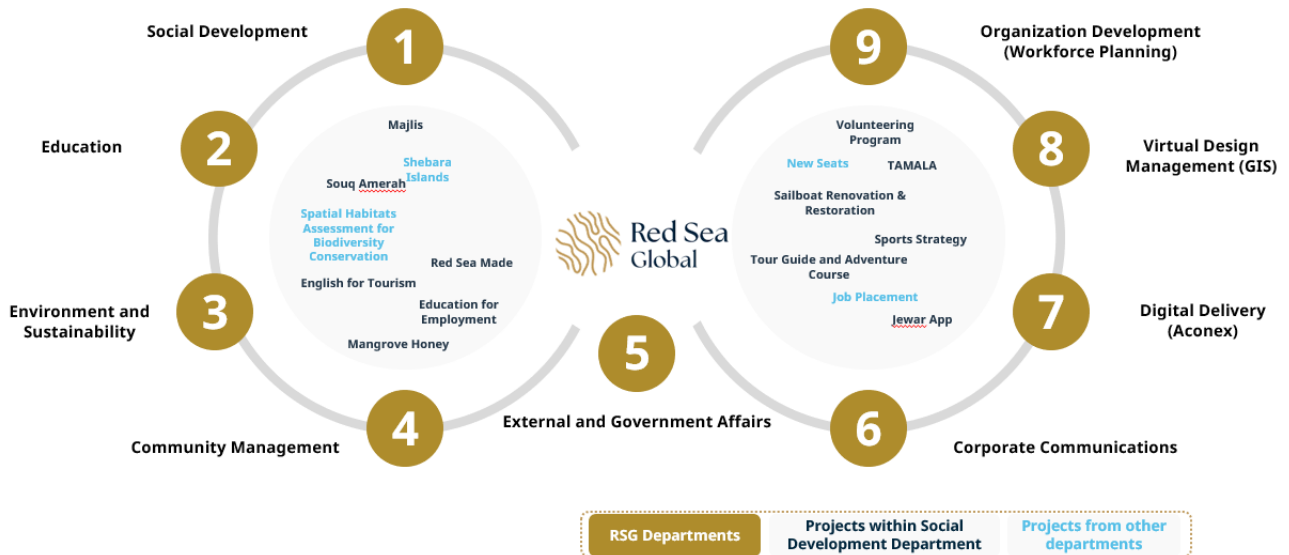 Social Development
1
2
Education
3
Environment and
Sustainability
4
Community Management
Majlis
Shebara
Islands
Souq Amerah
Spatial Habitats
Assessment for
Biodiversity
Conservation
Red Sea Made
English for Tourism
Education for
Employment
Mangrove Honey
Red Sea
Global
5
External and Government Affairs
9
Organization Development
(Workforce Planning)
8
Virtual Design
Management (GIS)
7
Digital Delivery
(Aconex)
6
Corporate Communications
Volunteering
Program
New Seats
TAMALA
Sailboat Renovation &
Restoration
Sports Strategy
Tour Guide and Adventure
Course
Job Placement
Jewar App
RSG Departments
Projects within Social
Development Department
Projects from other
departments